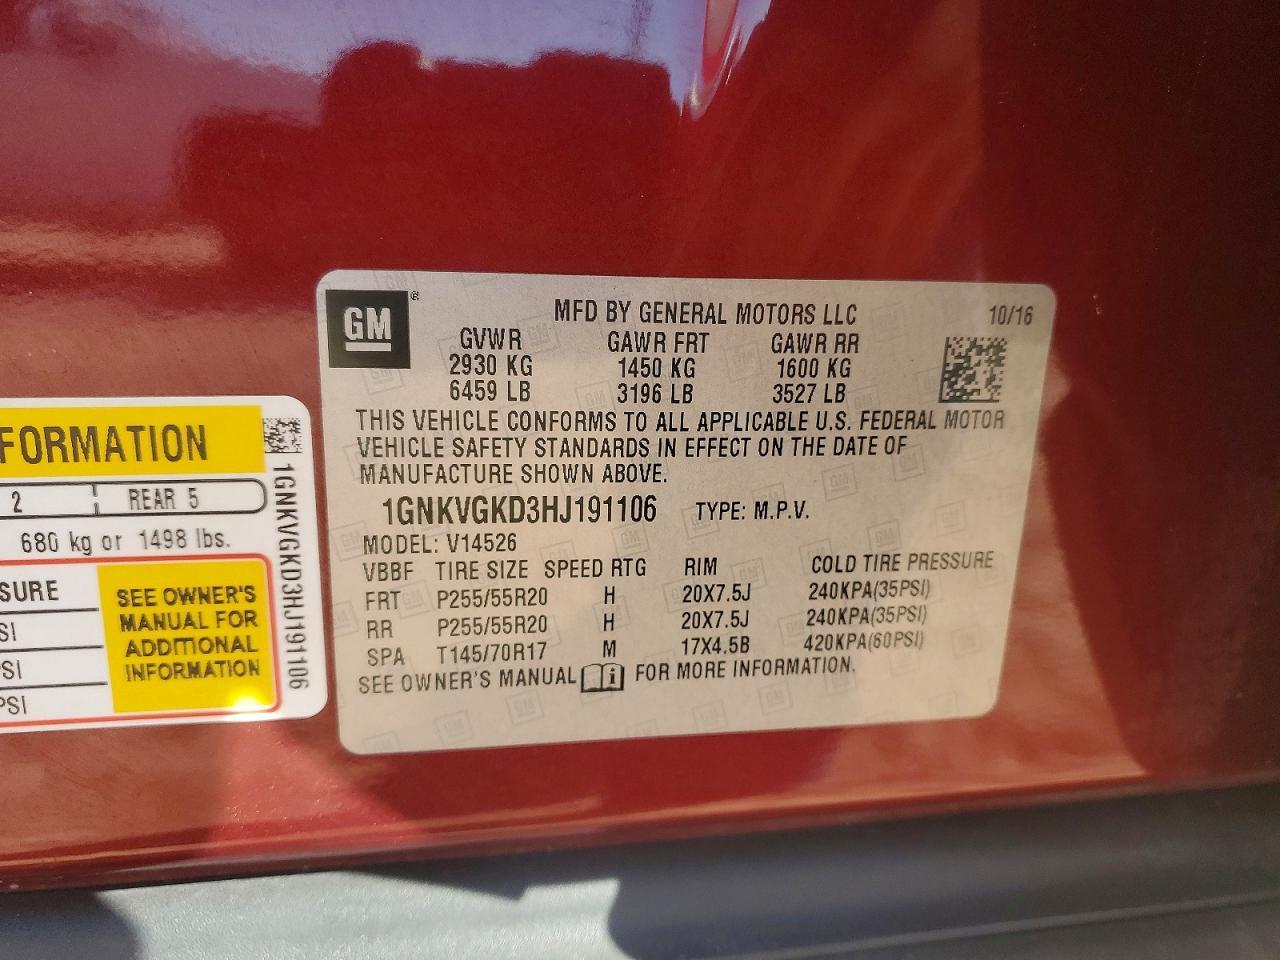 GM ®
MFD BY GENERAL MOTORS LLC 10/16
GVWR GAWR FRT GAWR RR
2930 KG 1450 KG 1600 KG
6459 LB 3196 LB 3527 LB
THIS VEHICLE CONFORMS TO ALL APPLICABLE U.S. FEDERAL MOTOR
VEHICLE SAFETY STANDARDS IN EFFECT ON THE DATE OF
MANUFACTURE SHOWN ABOVE.
1GNKVGKD3HJ191106 TYPE: M.P.V.
MODEL: V14526
VBBF TIRE SIZE SPEED RTG RIM COLD TIRE PRESSURE
FRT P255/55R20 H 20X7.5J 240KPA(35PSI)
RR P255/55R20 H 20X7.5J 240KPA(35PSI)
SPA T145/70R17 M 17X4.5B 420KPA(60PSI)
SEE OWNER'S MANUAL i FOR MORE INFORMATION.
FORMATION
2 REAR 5
680 kg or 1498 lbs.
SURE
SI
SI
PSI
SEE OWNER'S
MANUAL FOR
ADDITIONAL
INFORMATION
1GNKVGKD3HJ191106